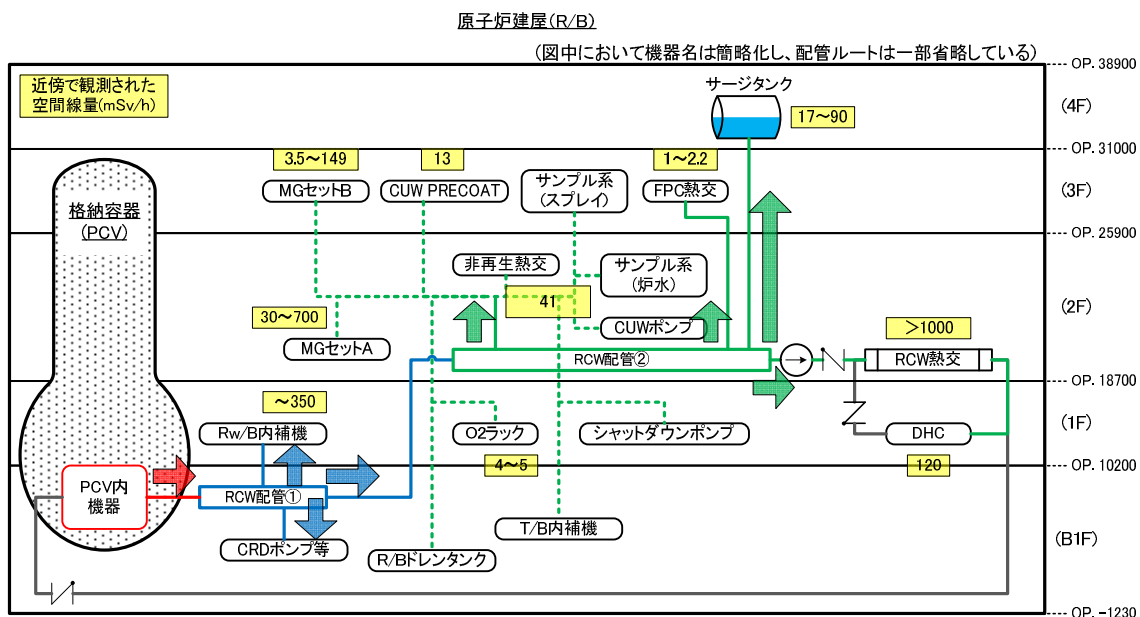 原子炉建屋(R/B)
(図中において機器名は簡略化し、配管ルートは一部省略している)
OP. 38900
近傍で観測された
空間線量(mSv/h)
サージタンク
17～90
(4F)
OP. 31000
3.5～149
13
1～2.2
MGセットB
CUW PRECOAT
サンプル系
(スプレイ)
FPC熱交
(3F)
格納容器
(PCV)
OP. 25900
非再生熱交
サンプル系
(炉水)
41
30～700
CUWポンプ
(2F)
MGセットA
RCW配管②
＞1000
RCW熱交
OP. 18700
～350
Rw/B内補機
O2ラック
シャットダウンポンプ
DHC
(1F)
4～5
120
OP. 10200
PCV内
機器
RCW配管①
CRDポンプ等
R/Bドレンタンク
T/B内補機
(B1F)
OP. -1230